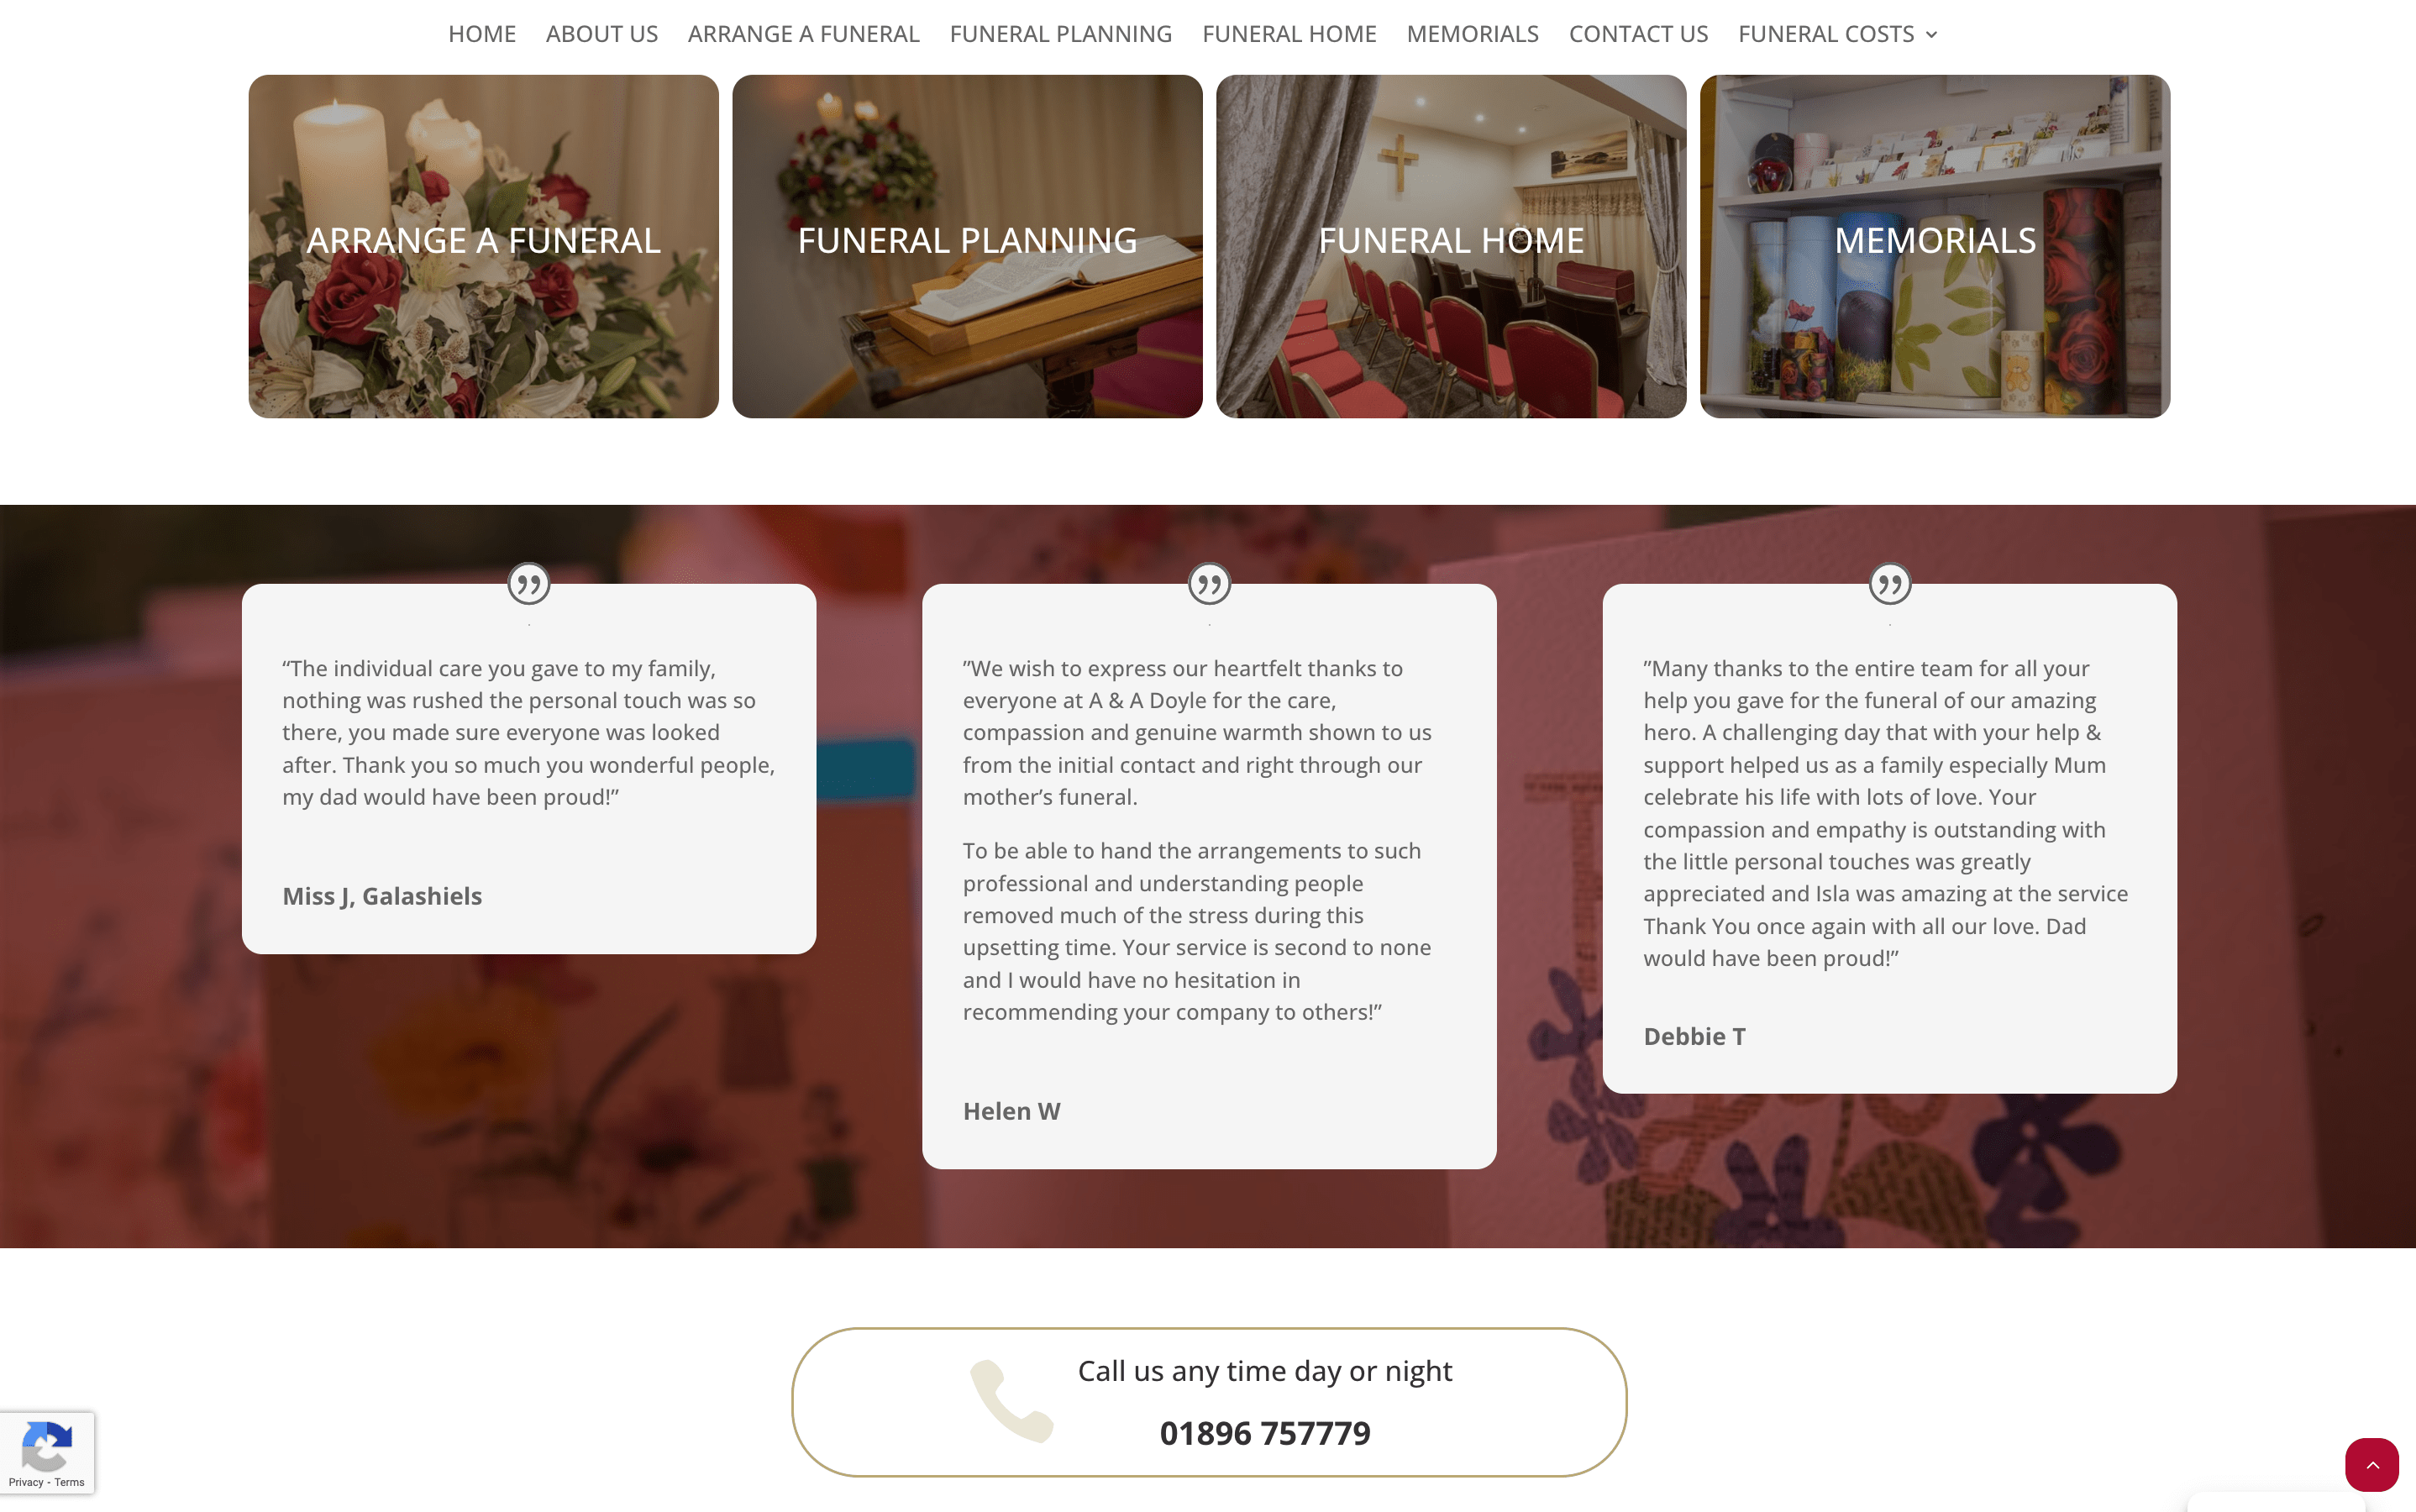 HOME ABOUT US ARRANGE A FUNERAL FUNERAL PLANNING FUNERAL HOME MEMORIALS CONTACT US FUNERAL COSTS
ARRANGE A FUNERAL
FUNERAL PLANNING
FUNERAL HOME
MEMORIALS
“The individual care you gave to my family,
nothing was rushed the personal touch was so
there, you made sure everyone was looked
after. Thank you so much you wonderful people,
my dad would have been proud!”
Miss J, Galashiels
”We wish to express our heartfelt thanks to
everyone at A & A Doyle for the care,
compassion and genuine warmth shown to us
from the initial contact and right through our
mother’s funeral.
To be able to hand the arrangements to such
professional and understanding people
removed much of the stress during this
upsetting time. Your service is second to none
and I would have no hesitation in
recommending your company to others!”
Helen W
”Many thanks to the entire team for all your
help you gave for the funeral of our amazing
hero. A challenging day that with your help &
support helped us as a family especially Mum
celebrate his life with lots of love. Your
compassion and empathy is outstanding with
the little personal touches was greatly
appreciated and Isla was amazing at the service
Thank You once again with all our love. Dad
would have been proud!”
Debbie T
Call us any time day or night
01896 757779
Privacy - Terms